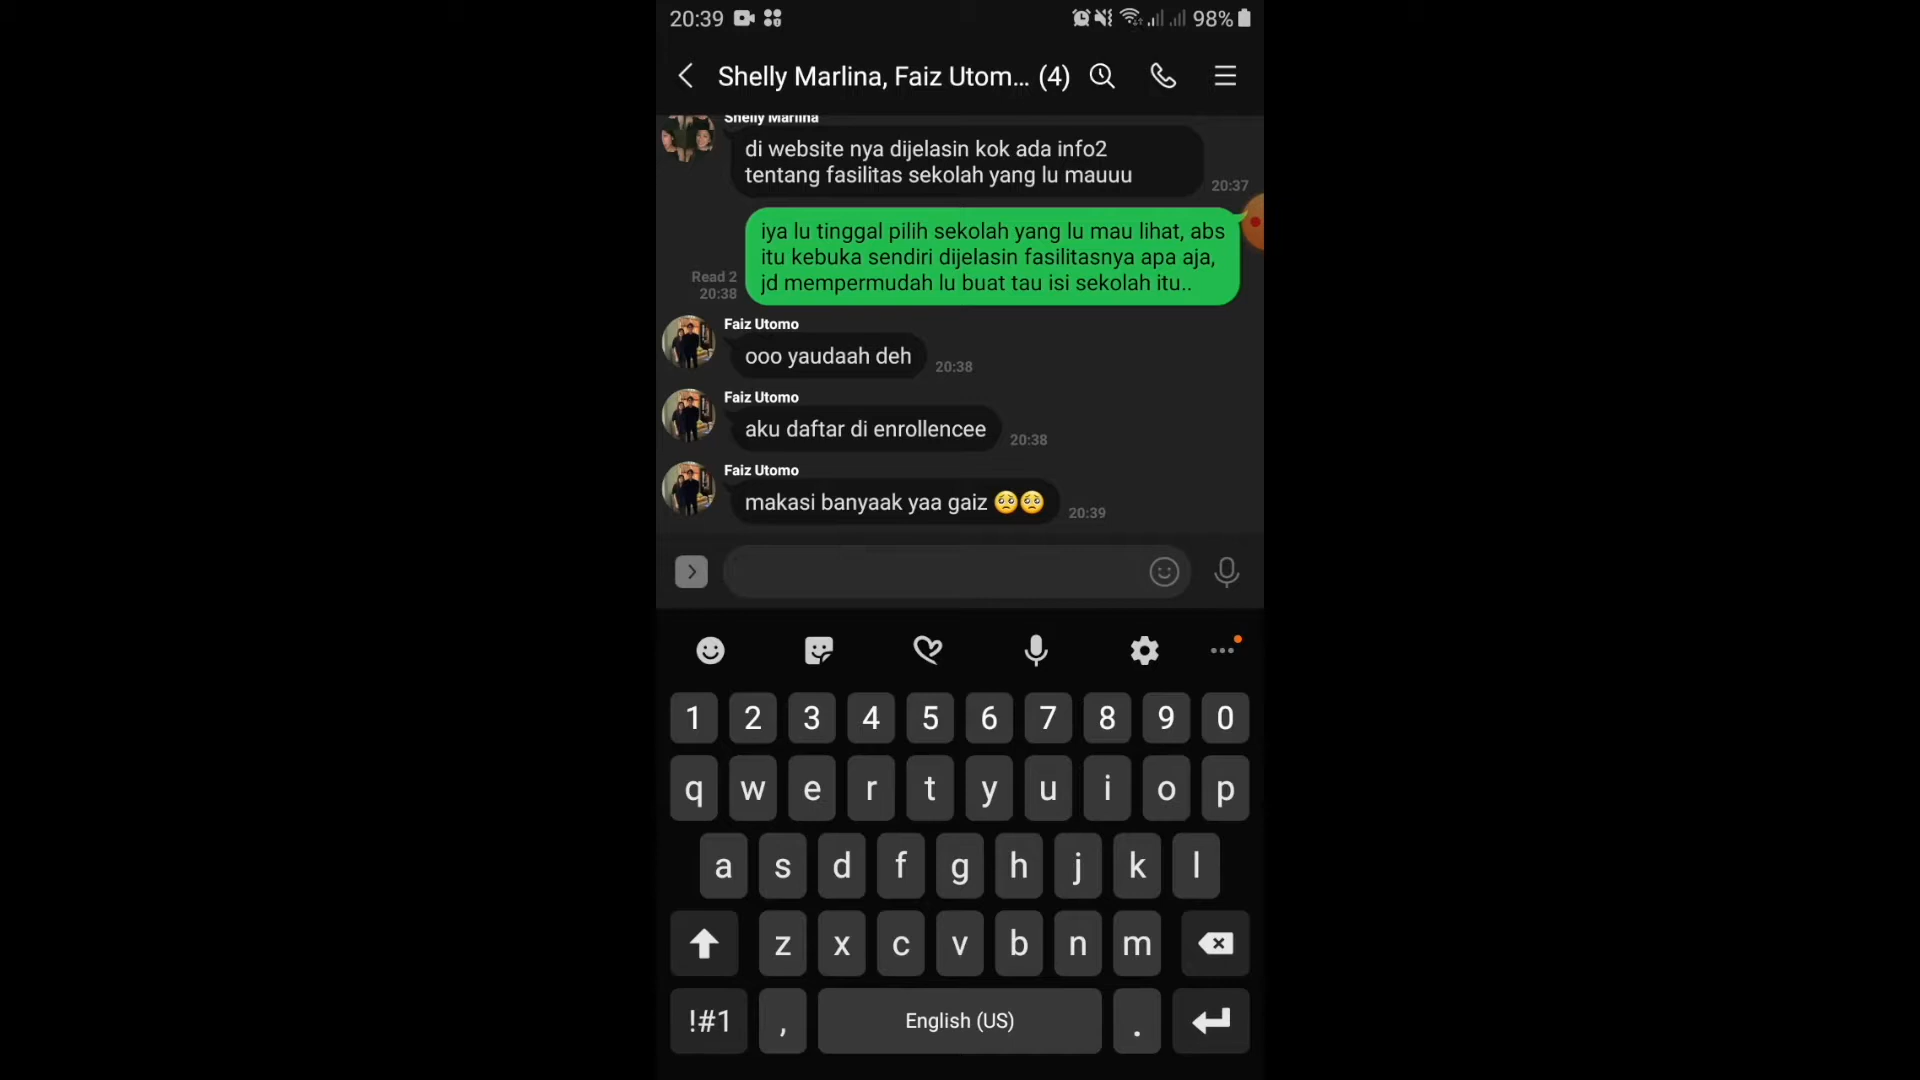 20:39
98%
Shelly Marlina, Faiz Utom... (4)
Shelly Marlina
di website nya dijelasin kok ada info2
tentang fasilitas sekolah yang lu mauuu
20:37
iya lu tinggal pilih sekolah yang lu mau lihat, abs
itu kebuka sendiri dijelasin fasilitasnya apa aja,
jd mempermudah lu buat tau isi sekolah itu..
Read 2
20:38
Faiz Utomo
ooo yaudaah deh
20:38
Faiz Utomo
aku daftar di enrollencee
20:38
Faiz Utomo
makasi banyaak yaa gaiz 🥺🥺
20:39
1 2 3 4 5 6 7 8 9 0
q w e r t y u i o p
a s d f g h j k l
z x c v b n m
!#1 , English (US) .